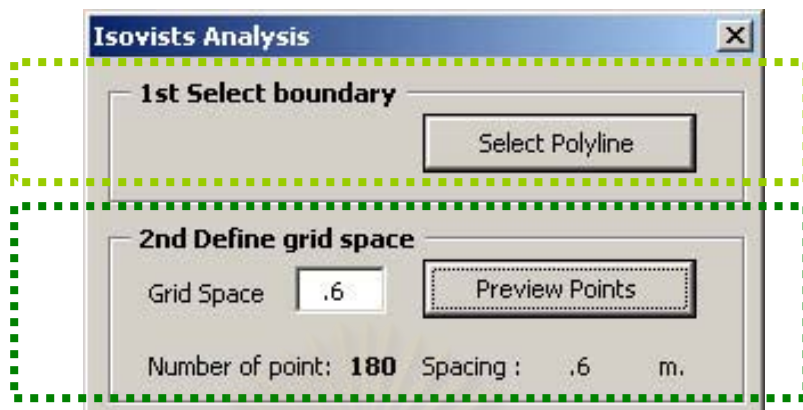 Isovists Analysis
1st Select boundary
Select Polyline
2nd Define grid space
Grid Space .6 Preview Points
Number of point: 180 Spacing : .6 m.